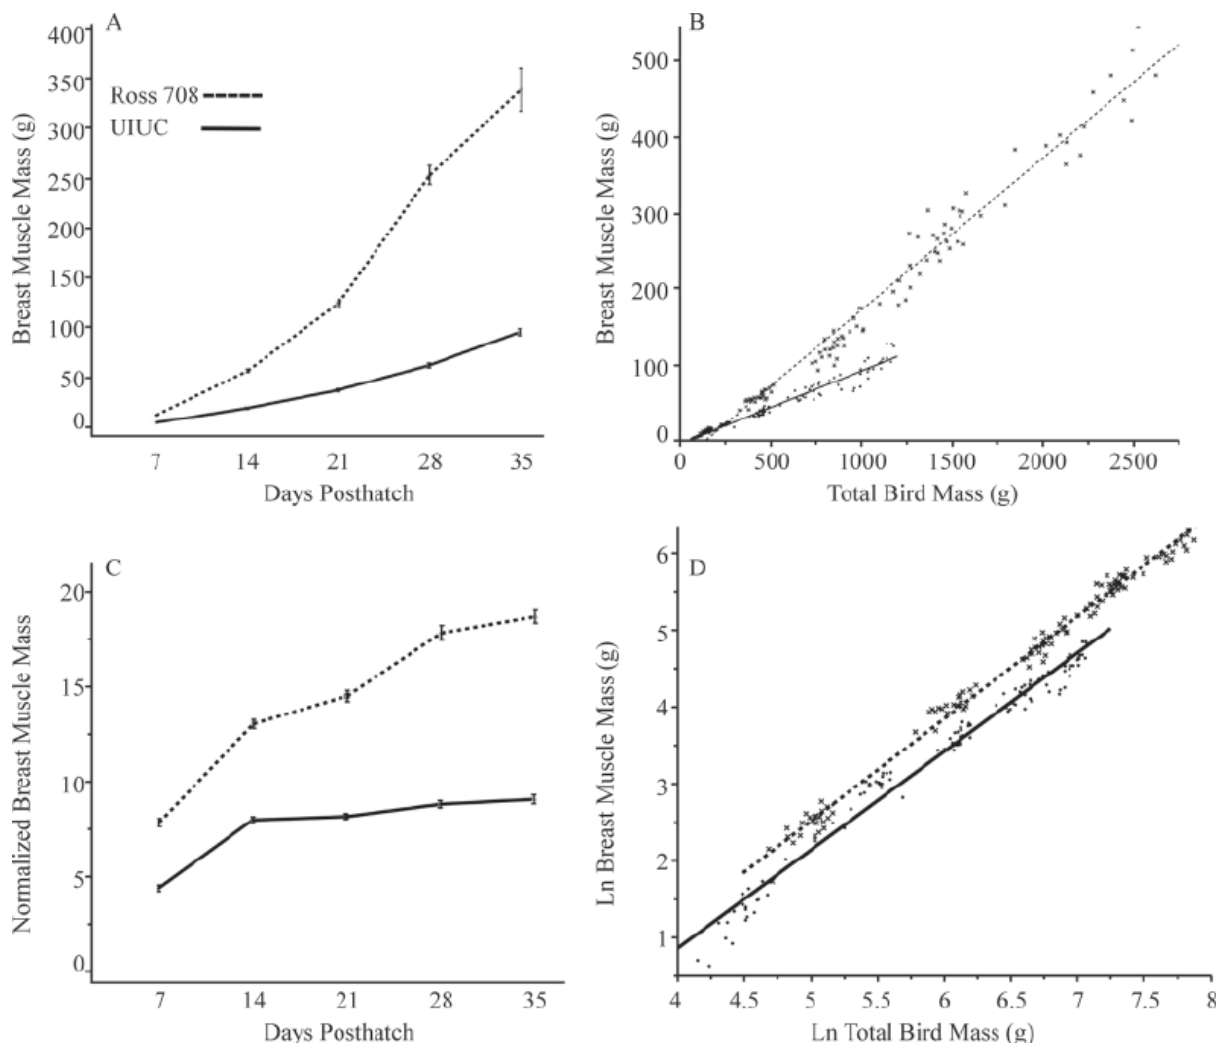 A
400
350
300
250
200
150
100
50
0
Ross 708
UIUC
Breast Muscle Mass (g)
7 14 21 28 35
Days Posthatch
B
500
400
300
200
100
0
Breast Muscle Mass (g)
0 500 1000 1500 2000 2500
Total Bird Mass (g)
C
20
15
10
5
0
Normalized Breast Muscle Mass
7 14 21 28 35
Days Posthatch
D
6
5
4
3
2
1
Ln Breast Muscle Mass (g)
4 4.5 5 5.5 6 6.5 7 7.5 8
Ln Total Bird Mass (g)